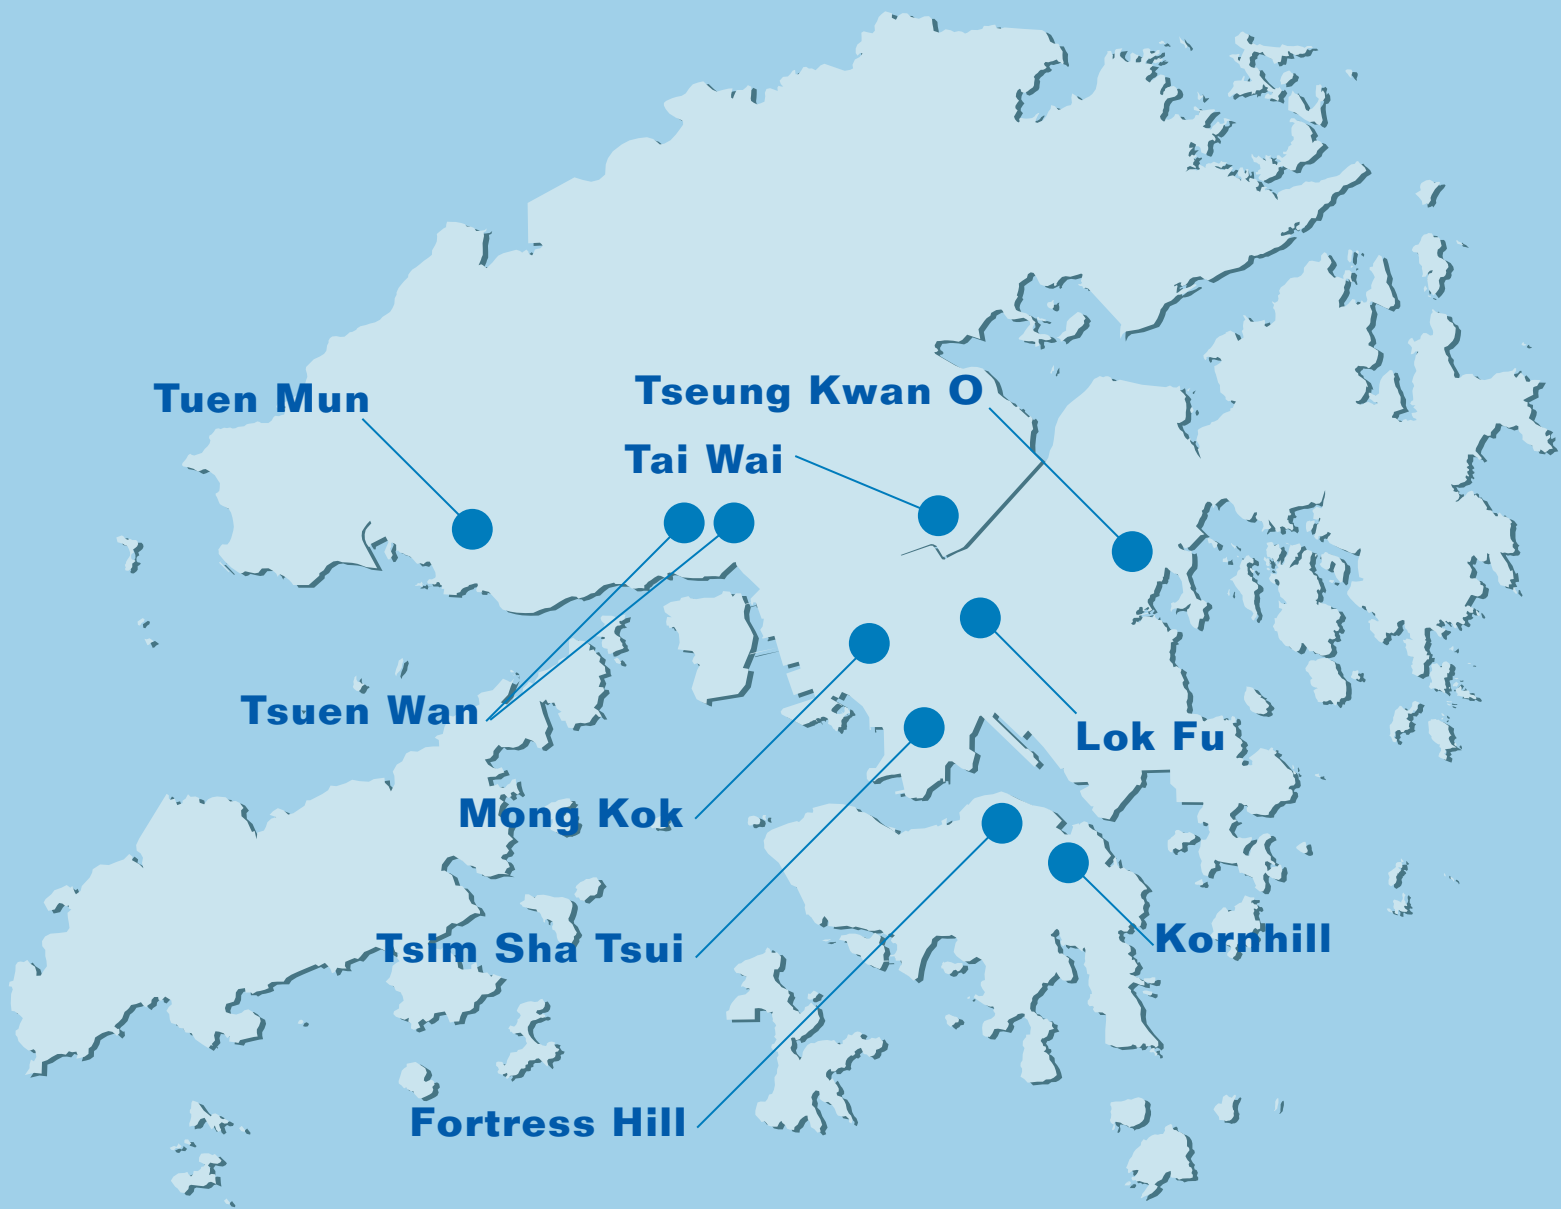 Tseung Kwan O
Tuen Mun
Tai Wai
Tsuen Wan
Lok Fu
Mong Kok
Kornhill
Tsim Sha Tsui
Fortress Hill